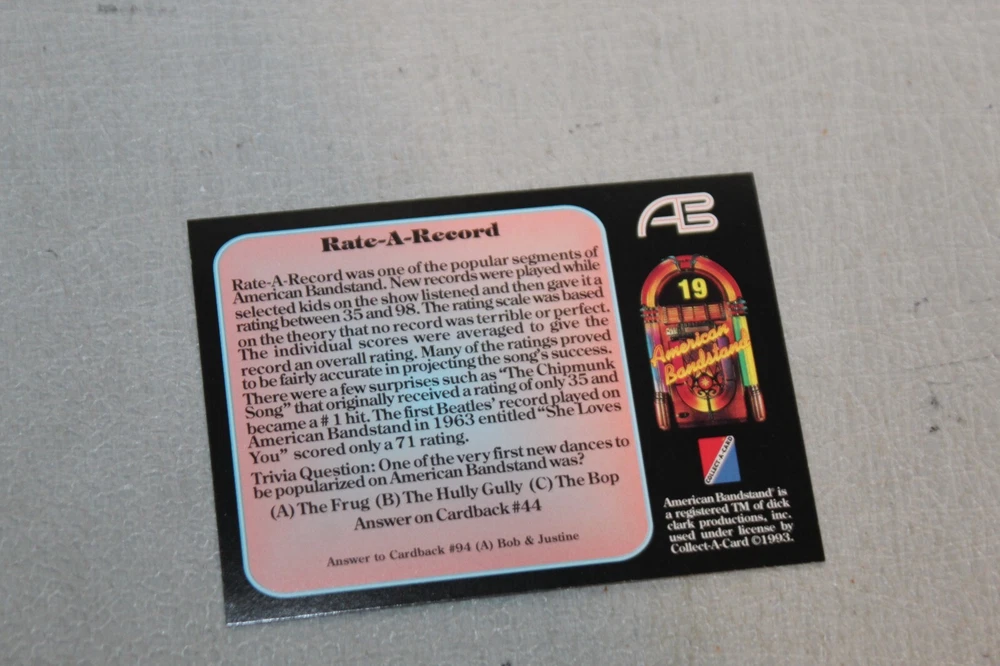 Rate-A-Record
Rate-A-Record was one of the popular segments of
American Bandstand. New records were played while
selected kids on the show listened and then gave it a
rating between 35 and 98. The rating scale was based
on the theory that no record was terrible or perfect.
The individual scores were averaged to give the
record an overall rating. Many of the ratings proved
to be fairly accurate in projecting the song's success.
There were a few surprises such as "The Chipmunk
Song" that originally received a rating of only 35 and
became a # 1 hit. The first Beatles' record played on
American Bandstand in 1963 entitled "She Loves
You" scored only a 71 rating.
Trivia Question: One of the very first new dances to
be popularized on American Bandstand was?
(A) The Frug (B) The Hully Gully (C) The Bop
Answer on Cardback #44
Answer to Cardback #94 (A) Bob & Justine
AB
19
American
Bandstand
COLLECT-A-CARD
American Bandstand® is
a registered TM of dick
clark productions, inc.
used under license by
Collect-A-Card ©1993.